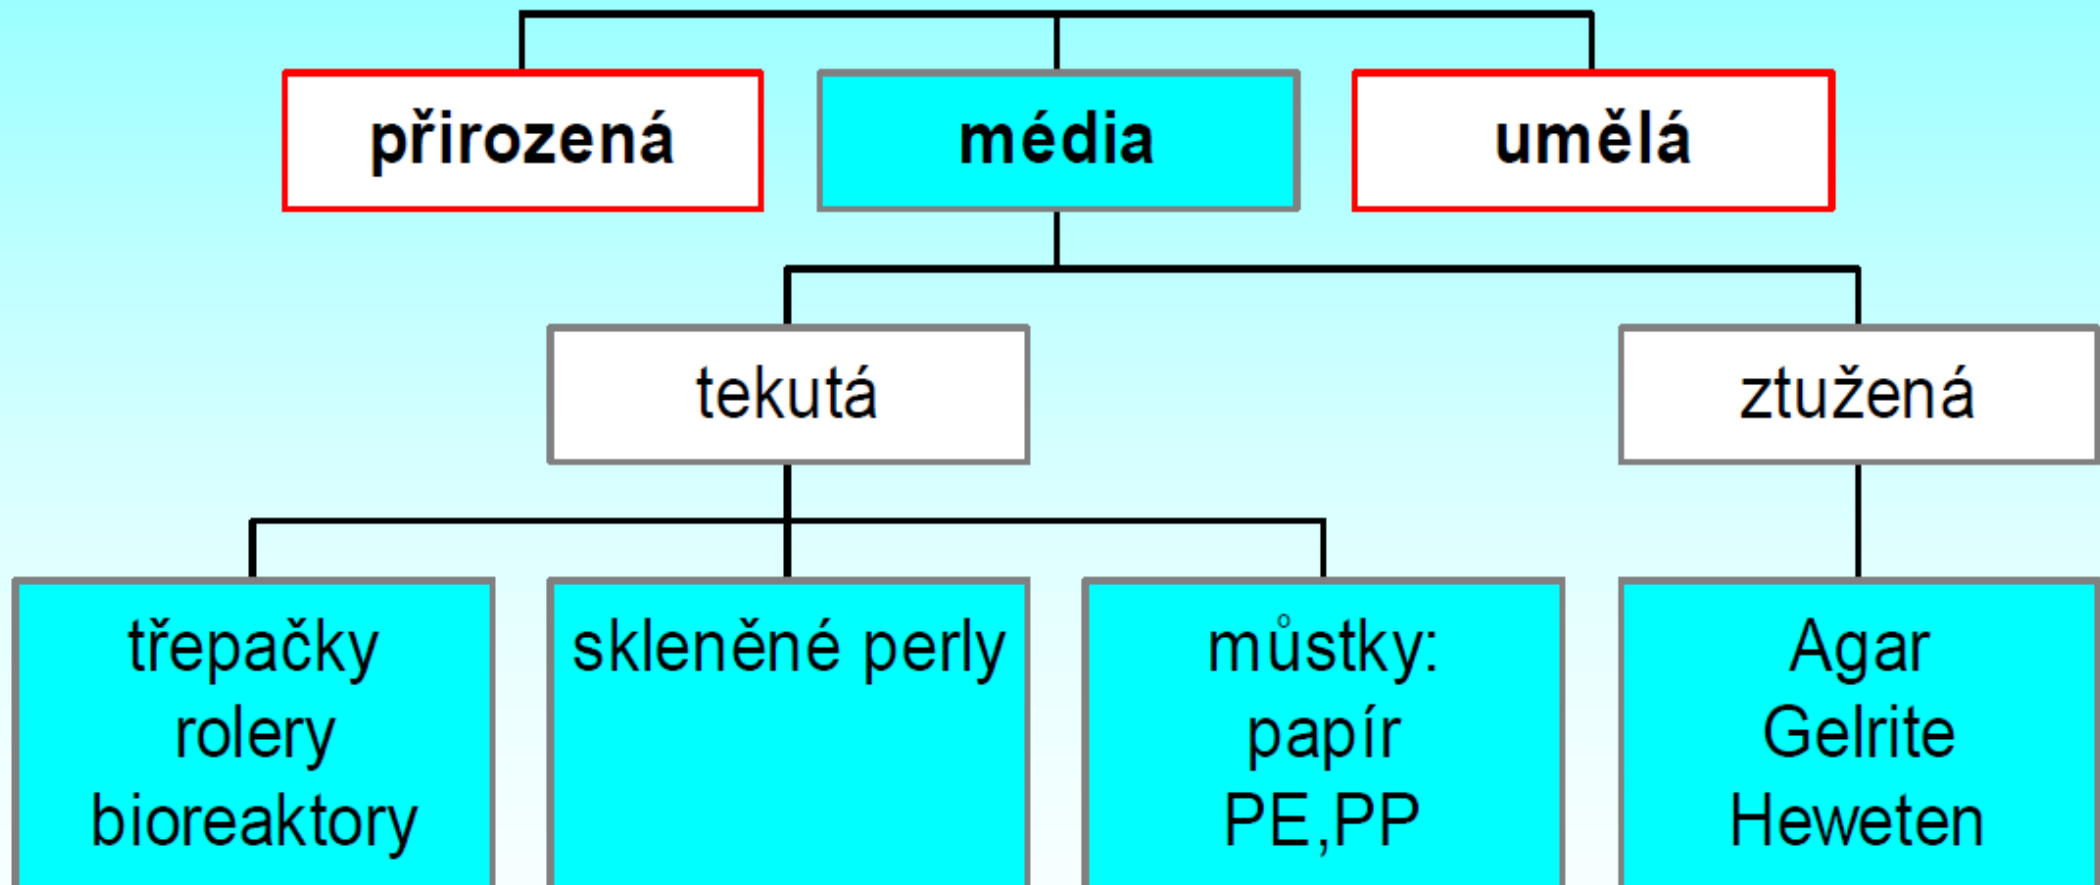 přirozená
média
umělá
tekutá
ztužená
třepačky
rolery
bioreaktory
skleněné perly
můstky:
papír
PE,PP
Agar
Gelrite
Heweten